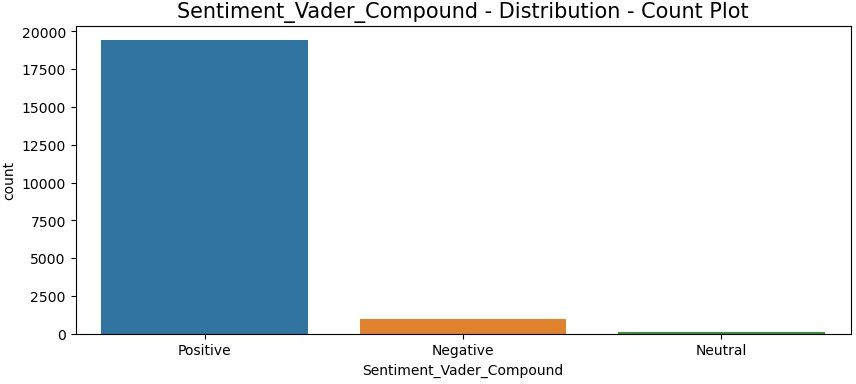 Sentiment_Vader_Compound - Distribution - Count Plot
20000
17500
15000
12500
10000
7500
5000
2500
0
count
Positive Negative Neutral
Sentiment_Vader_Compound